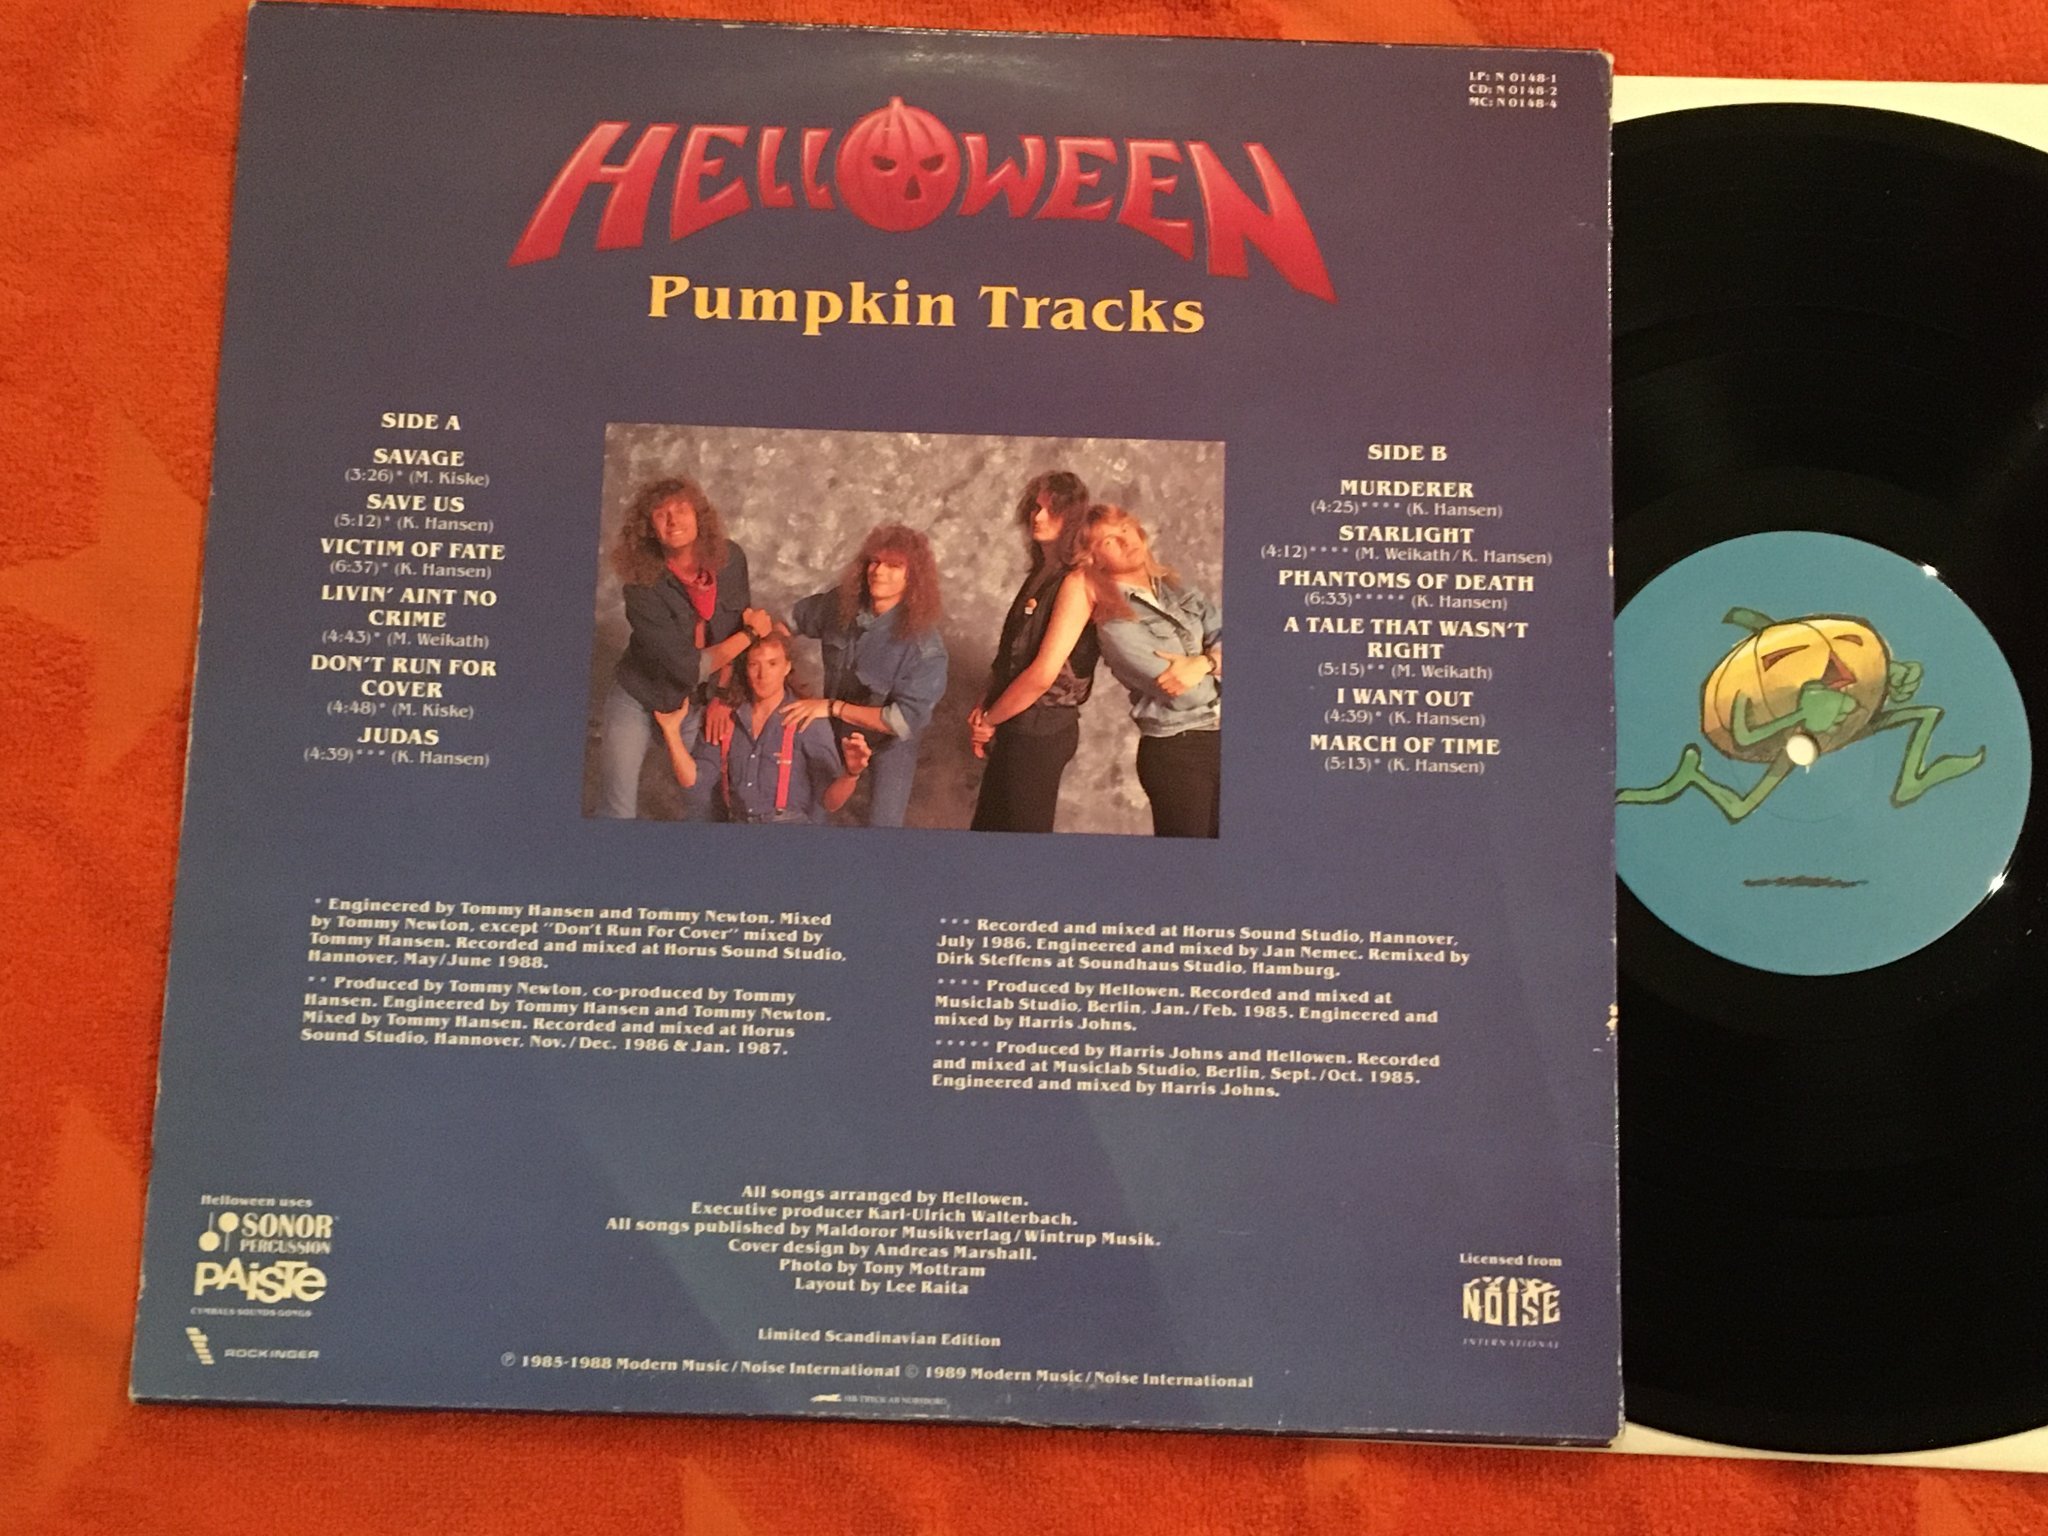 LP: N 0148-1
CD: N 0148-2
MC: N 0148-4
HELLOWEEN
Pumpkin Tracks
SIDE A
SAVAGE
(3:26)* (M. Kiske)
SAVE US
(5:12)* (K. Hansen)
VICTIM OF FATE
(6:37)* (K. Hansen)
LIVIN' AINT NO
CRIME
(4:43)* (M. Weikath)
DON'T RUN FOR
COVER
(4:48)* (M. Kiske)
JUDAS
(4:39)*** (K. Hansen)
SIDE B
MURDERER
(4:25)**** (K. Hansen)
STARLIGHT
(4:12)**** (M. Weikath/K. Hansen)
PHANTOMS OF DEATH
(6:33)***** (K. Hansen)
A TALE THAT WASN'T
RIGHT
(5:15)** (M. Weikath)
I WANT OUT
(4:39)* (K. Hansen)
MARCH OF TIME
(5:13)* (K. Hansen)
* Engineered by Tommy Hansen and Tommy Newton. Mixed
by Tommy Newton, except "Don't Run For Cover" mixed by
Tommy Hansen. Recorded and mixed at Horus Sound Studio,
Hannover, May/June 1988.
** Produced by Tommy Newton, co-produced by Tommy
Hansen. Engineered by Tommy Hansen and Tommy Newton.
Mixed by Tommy Hansen. Recorded and mixed at Horus
Sound Studio, Hannover, Nov./Dec. 1986 & Jan. 1987.
*** Recorded and mixed at Horus Sound Studio, Hannover,
July 1986. Engineered and mixed by Jan Nemec. Remixed by
Dirk Steffens at Soundhaus Studio, Hamburg.
**** Produced by Hellowen. Recorded and mixed at
Musiclab Studio, Berlin, Jan./Feb. 1985. Engineered and
mixed by Harris Johns.
***** Produced by Harris Johns and Hellowen. Recorded
and mixed at Musiclab Studio, Berlin, Sept./Oct. 1985.
Engineered and mixed by Harris Johns.
All songs arranged by Hellowen.
Executive producer Karl-Ulrich Walterbach.
All songs published by Maldoror Musikverlag/Wintrup Musik.
Cover design by Andreas Marshall.
Photo by Tony Mottram
Layout by Lee Raita
Helloween uses
SONOR®
PERCUSSION
PAiSTe
CYMBALS SOUNDS GONGS
ROCKINGER
Licensed from
NOISE
INTERNATIONAL
Limited Scandinavian Edition
℗ 1985-1988 Modern Music/Noise International © 1989 Modern Music/Noise International